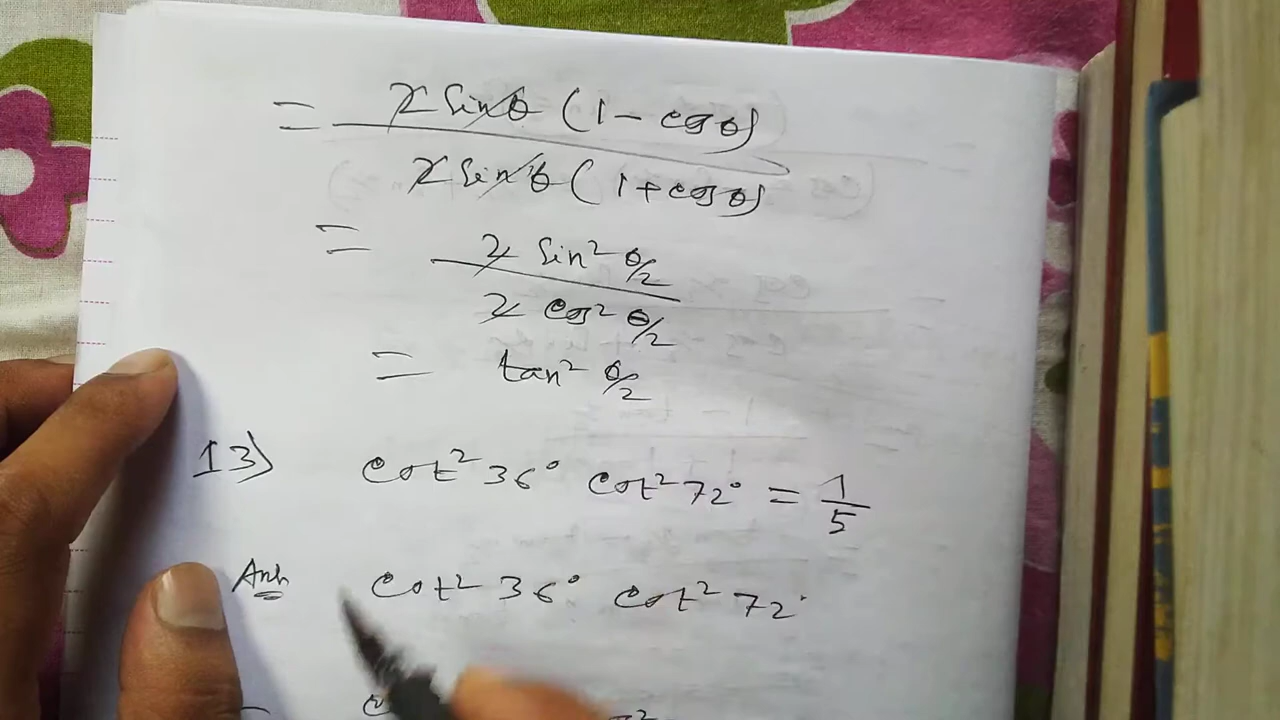 = 2 sinθ (1 - cosθ)
2 sinθ (1 + cosθ)
= 2 sin² θ/2
2 cos² θ/2
= tan² θ/2
13) cot² 36° cot² 72° = 1/5
Ans cot² 36° cot² 72°